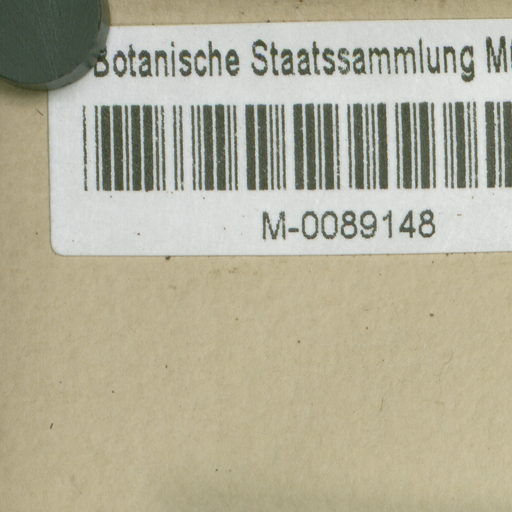 Botanische Staatssammlung
M-0089148